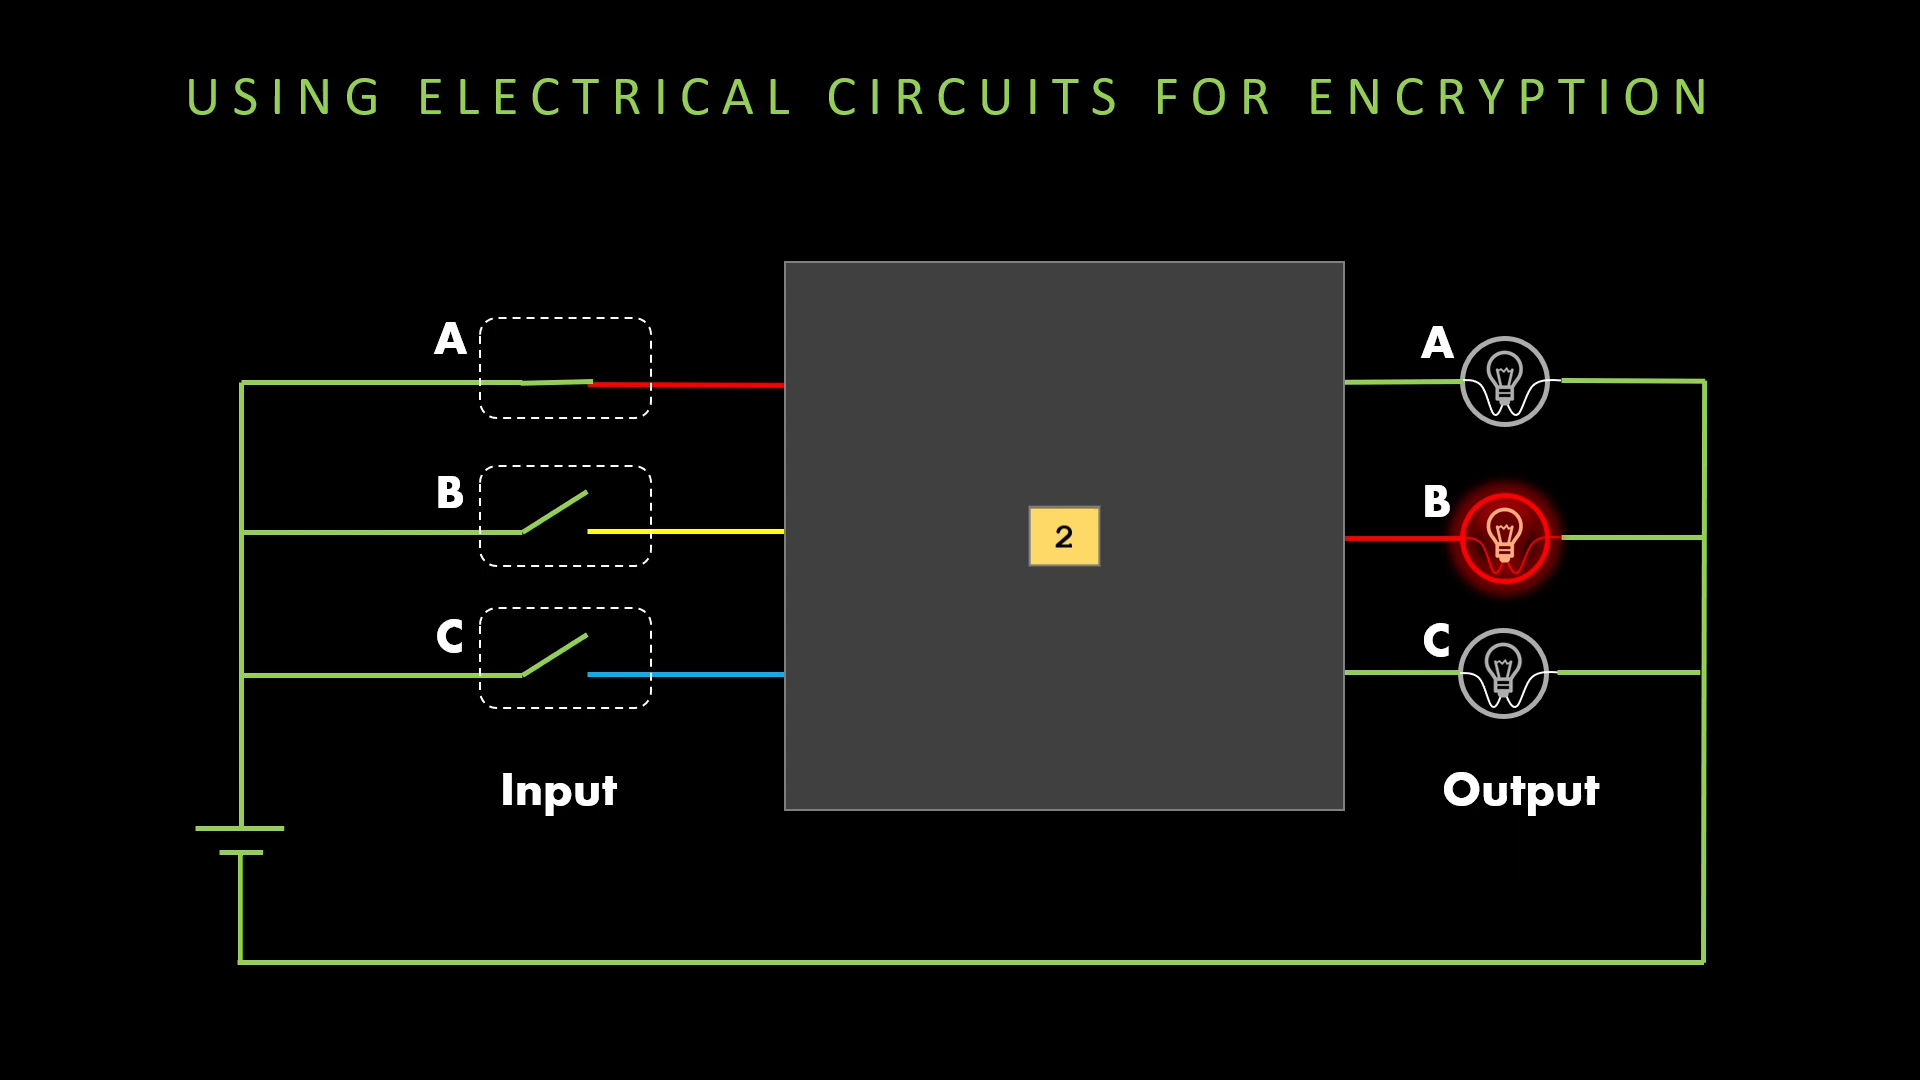 USING ELECTRICAL CIRCUITS FOR ENCRYPTION
A
A
B
B
2
C
C
Input
Output